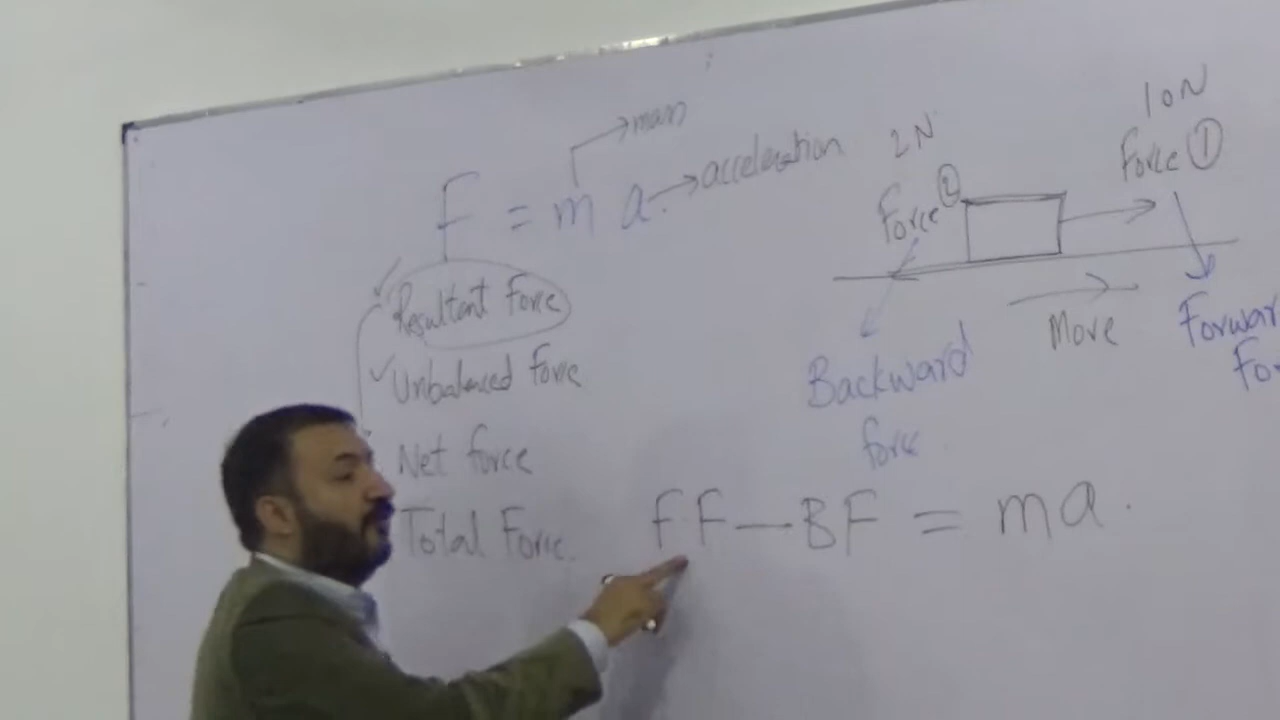 F = m a. → acceleration
→ mass
Resultant Force
Unbalanced Force
Net force
Total Force.
FF — BF = ma.
10N
Force ①
2N
Force ②
Move
Backward
force
Forwar
Fo